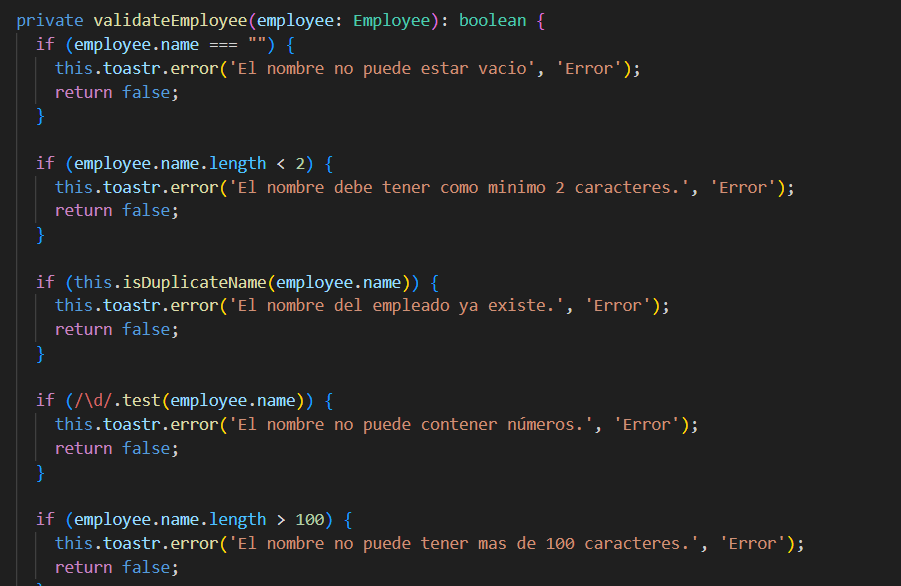 private validateEmployee(employee: Employee): boolean {
if (employee.name === "") {
this.toastr.error('El nombre no puede estar vacio', 'Error');
return false;
}
if (employee.name.length < 2) {
this.toastr.error('El nombre debe tener como minimo 2 caracteres.', 'Error');
return false;
}
if (this.isDuplicateName(employee.name)) {
this.toastr.error('El nombre del empleado ya existe.', 'Error');
return false;
}
if (/\d/.test(employee.name)) {
this.toastr.error('El nombre no puede contener números.', 'Error');
return false;
}
if (employee.name.length > 100) {
this.toastr.error('El nombre no puede tener mas de 100 caracteres.', 'Error');
return false;
}